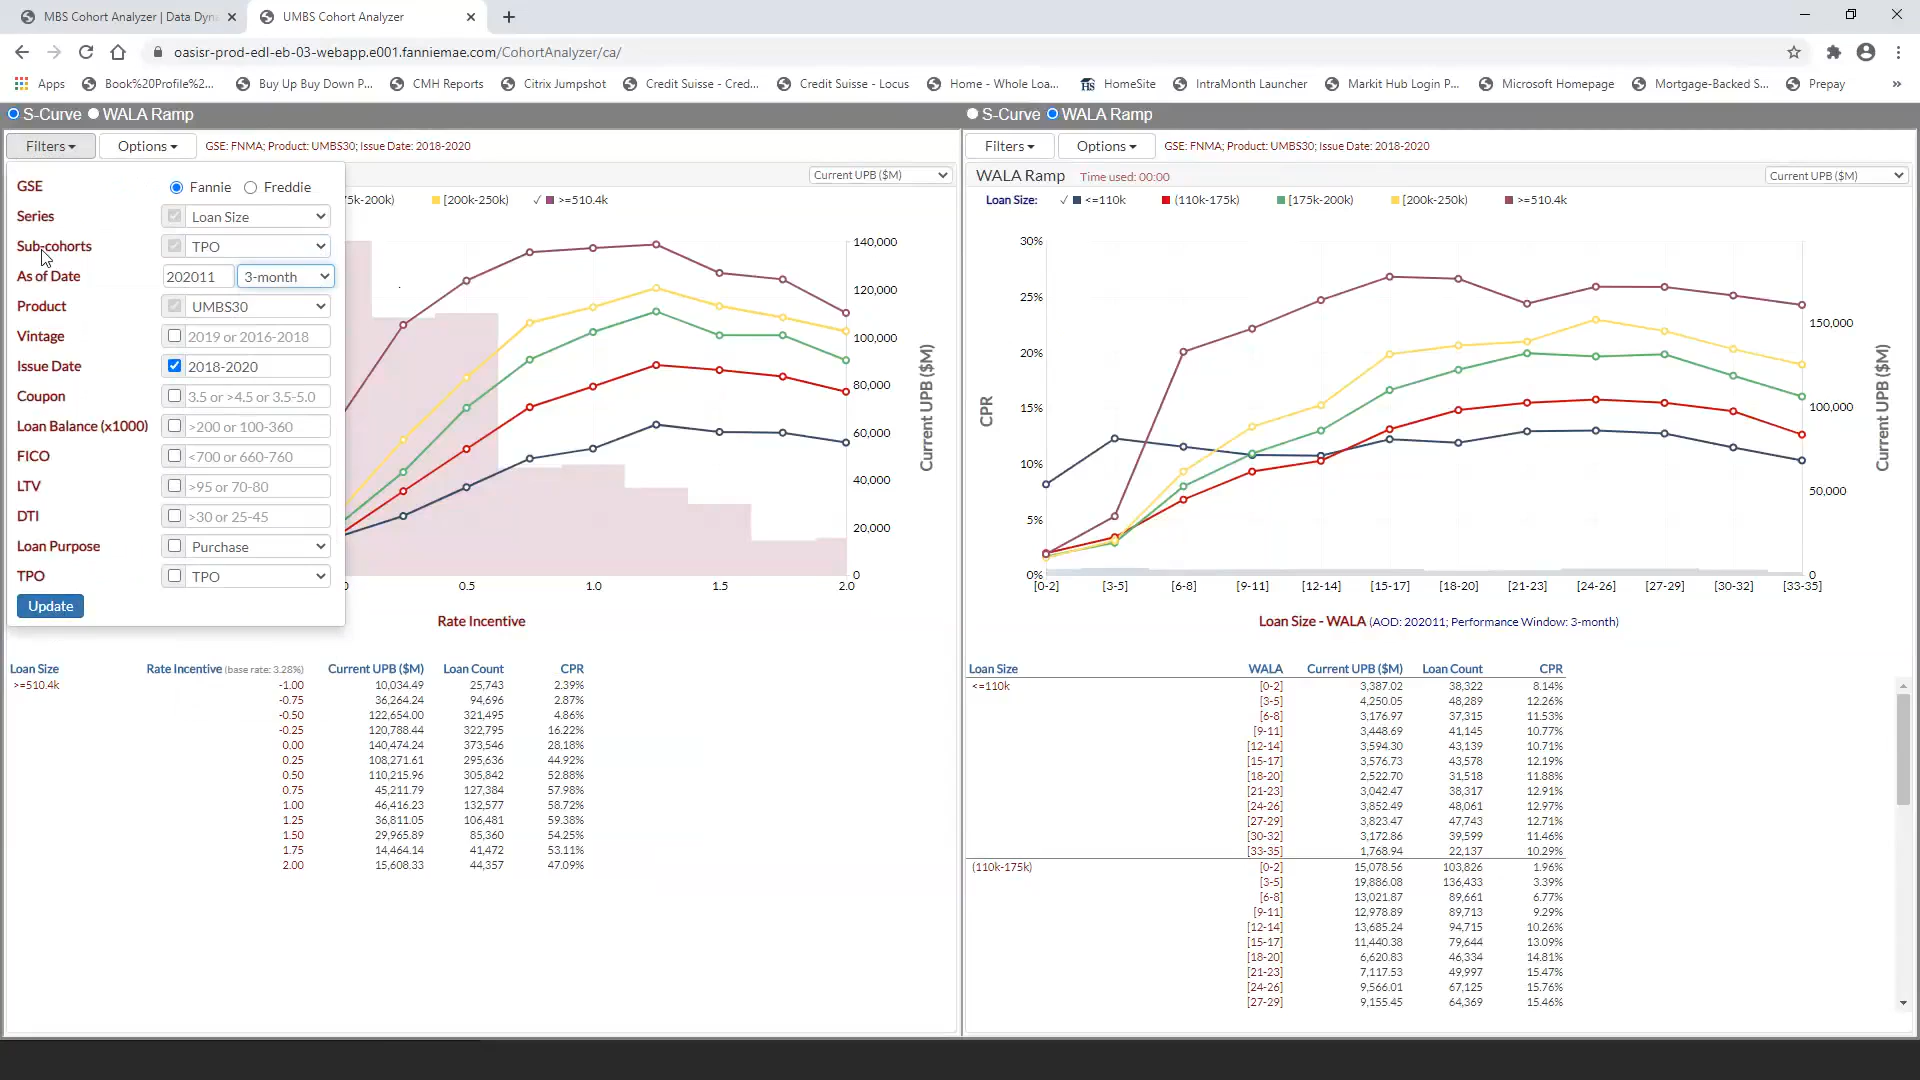 MBS Cohort Analyzer | Data Dyn
UMBS Cohort Analyzer
oasisr-prod-edl-eb-03-webapp.e001.fanniemae.com/CohortAnalyzer/ca/
Apps Book%20Profile%2... Buy Up Buy Down P... CMH Reports Citrix Jumpshot Credit Suisse - Cred... Credit Suisse - Locus Home - Whole Loa... HomeSite IntraMonth Launcher Markit Hub Login P... Microsoft Homepage Mortgage-Backed S... Prepay »
S-Curve WALA Ramp
Filters Options GSE: FNMA; Product: UMBS30; Issue Date: 2018-2020
GSE Fannie Freddie
Series Loan Size
Sub-cohorts TPO
As of Date 202011 3-month
Product UMBS30
Vintage 2019 or 2016-2018
Issue Date 2018-2020
Coupon 3.5 or >4.5 or 3.5-5.0
Loan Balance (x1000) >200 or 100-360
FICO <700 or 660-760
LTV >95 or 70-80
DTI >30 or 25-45
Loan Purpose Purchase
TPO TPO
Update
Current UPB ($M)
75k-200k) [200k-250k) >=510.4k
140,000
120,000
100,000
80,000
60,000
40,000
20,000
0
Current UPB ($M)
0.5 1.0 1.5 2.0
Rate Incentive
Loan Size Rate Incentive (base rate: 3.28%) Current UPB ($M) Loan Count CPR
>=510.4k -1.00 10,034.49 25,743 2.39%
-0.75 36,264.24 94,696 2.87%
-0.50 122,654.00 321,495 4.86%
-0.25 120,788.44 322,795 16.22%
0.00 140,474.24 373,546 28.18%
0.25 108,271.61 295,636 44.92%
0.50 110,215.96 305,842 52.88%
0.75 45,211.79 127,384 57.98%
1.00 46,416.23 132,577 58.72%
1.25 36,811.05 106,481 59.38%
1.50 29,965.89 85,360 54.25%
1.75 14,464.14 41,472 53.11%
2.00 15,608.33 44,357 47.09%
S-Curve WALA Ramp
Filters Options GSE: FNMA; Product: UMBS30; Issue Date: 2018-2020
WALA Ramp Time used: 00:00 Current UPB ($M)
Loan Size: <=110k (110k-175k) [175k-200k) [200k-250k) >=510.4k
30%
25%
20%
15%
10%
5%
0%
CPR
150,000
100,000
50,000
0
Current UPB ($M)
[0-2] [3-5] [6-8] [9-11] [12-14] [15-17] [18-20] [21-23] [24-26] [27-29] [30-32] [33-35]
Loan Size - WALA (AOD: 202011; Performance Window: 3-month)
Loan Size WALA Current UPB ($M) Loan Count CPR
<=110k [0-2] 3,387.02 38,322 8.14%
[3-5] 4,250.05 48,289 12.26%
[6-8] 3,176.97 37,315 11.53%
[9-11] 3,448.69 41,145 10.77%
[12-14] 3,594.30 43,139 10.71%
[15-17] 3,576.73 43,578 12.19%
[18-20] 2,522.70 31,518 11.88%
[21-23] 3,042.47 38,317 12.91%
[24-26] 3,852.49 48,061 12.97%
[27-29] 3,823.47 47,743 12.71%
[30-32] 3,172.86 39,599 11.46%
[33-35] 1,768.94 22,137 10.29%
(110k-175k) [0-2] 15,078.56 103,826 1.96%
[3-5] 19,886.08 136,433 3.39%
[6-8] 13,021.87 89,661 6.77%
[9-11] 12,978.89 89,713 9.29%
[12-14] 13,685.24 94,715 10.26%
[15-17] 11,440.38 79,644 13.09%
[18-20] 6,620.83 46,334 14.81%
[21-23] 7,117.53 49,997 15.47%
[24-26] 9,566.01 67,125 15.76%
[27-29] 9,155.45 64,369 15.46%